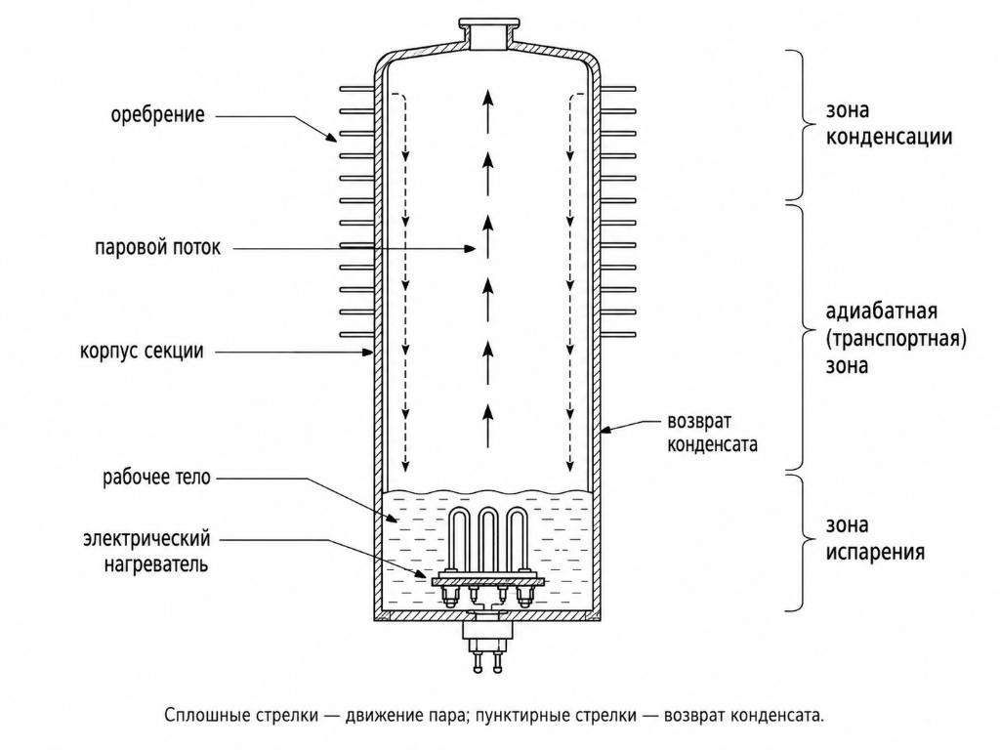 оребрение
паровой поток
корпус секции
рабочее тело
электрический
нагреватель
зона
конденсации
адиабатная
(транспортная)
зона
возврат
конденсата
зона
испарения
Сплошные стрелки — движение пара; пунктирные стрелки — возврат конденсата.